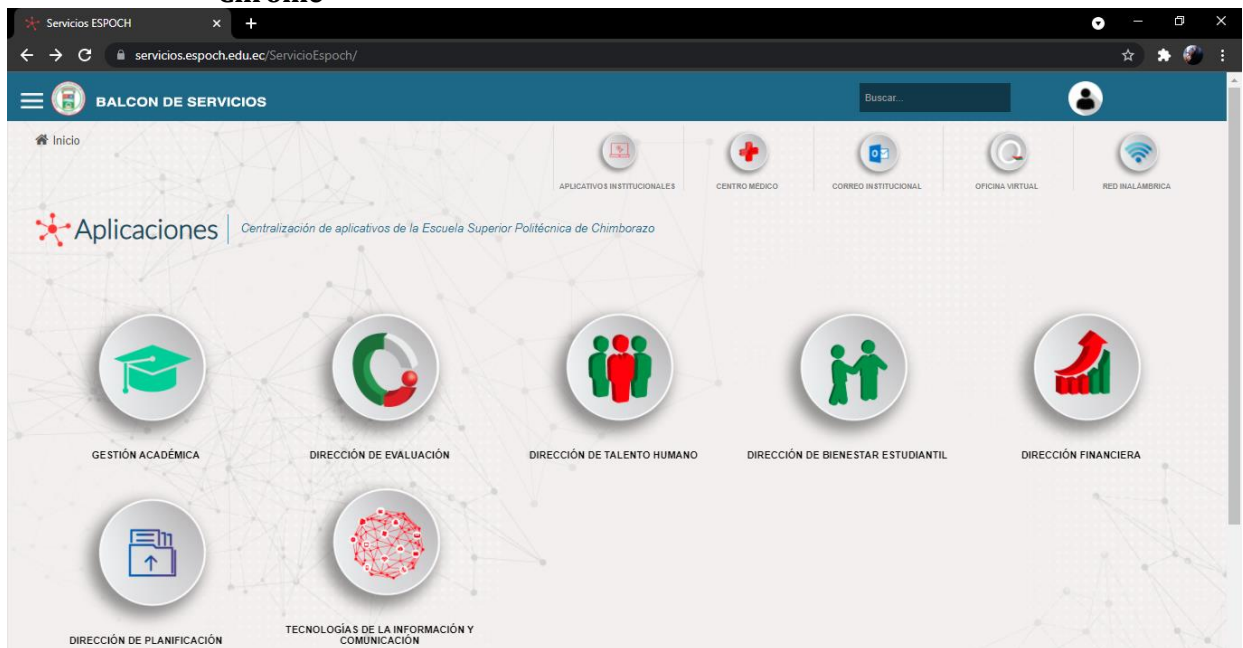 Chrome
Servicios ESPOCH
servicios.espoch.edu.ec/ServicioEspoch/
BALCON DE SERVICIOS
Buscar...
Inicio
APLICATIVOS INSTITUCIONALES
CENTRO MÉDICO
CORREO INSTITUCIONAL
OFICINA VIRTUAL
RED INALÁMBRICA
Aplicaciones
Centralización de aplicativos de la Escuela Superior Politécnica de Chimborazo
GESTIÓN ACADÉMICA
DIRECCIÓN DE EVALUACIÓN
DIRECCIÓN DE TALENTO HUMANO
DIRECCIÓN DE BIENESTAR ESTUDIANTIL
DIRECCIÓN FINANCIERA
DIRECCIÓN DE PLANIFICACIÓN
TECNOLOGÍAS DE LA INFORMACIÓN Y
COMUNICACIÓN